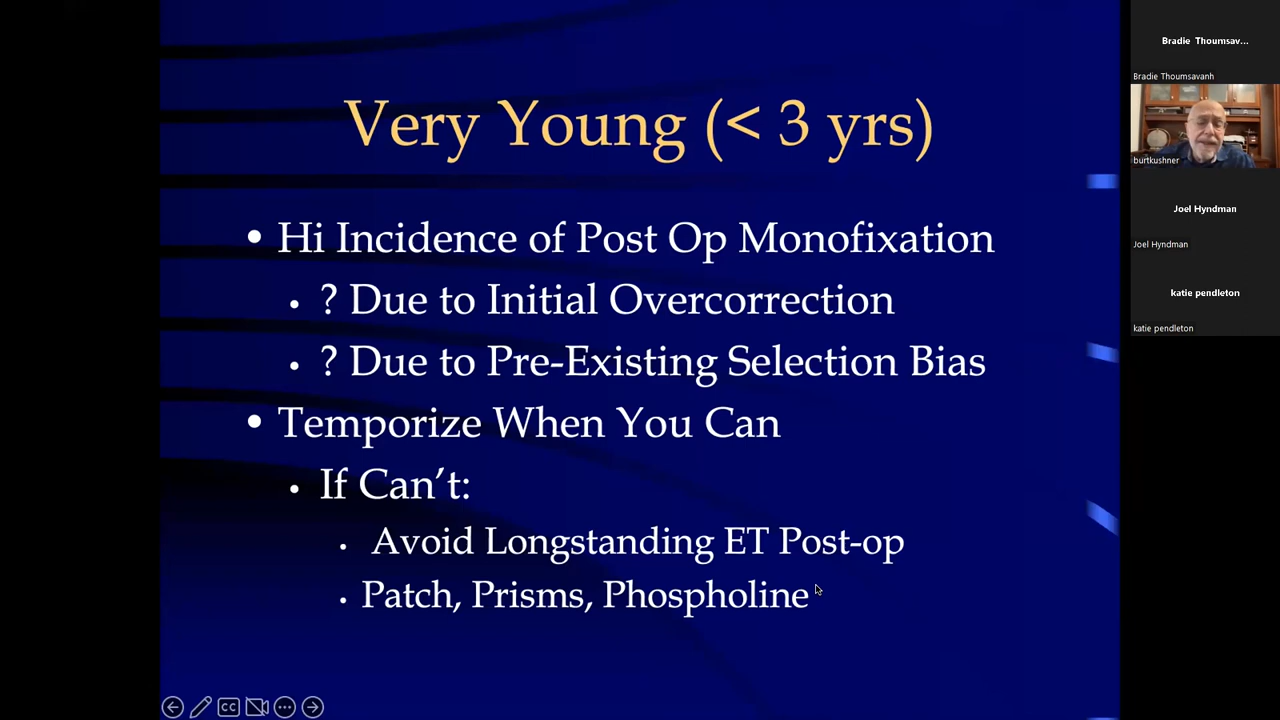 Very Young (< 3 yrs)
• Hi Incidence of Post Op Monofixation
• ? Due to Initial Overcorrection
• ? Due to Pre-Existing Selection Bias
• Temporize When You Can
• If Can’t:
• Avoid Longstanding ET Post-op
• Patch, Prisms, Phospholine
CC
Bradie Thoumsav...
Bradie Thoumsavanh
burtkushner
Joel Hyndman
Joel Hyndman
katie pendleton
katie pendleton